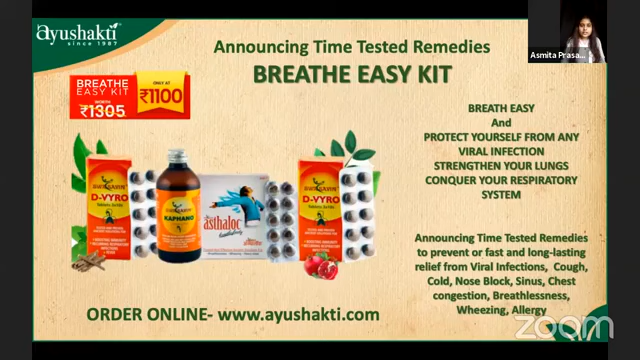 ayushakti
since 1987
Asmita Prasa...
Announcing Time Tested Remedies
BREATHE EASY KIT
BREATHE
EASY KIT
WORTH
₹1305
ONLY AT
₹1100
D-VYRO
KAPHANO
asthaloc
D-VYRO
BREATH EASY
And
PROTECT YOURSELF FROM ANY
VIRAL INFECTION
STRENGTHEN YOUR LUNGS
CONQUER YOUR RESPIRATORY
SYSTEM
Announcing Time Tested Remedies
to prevent or fast and long-lasting
relief from Viral Infections, Cough,
Cold, Nose Block, Sinus, Chest
congestion, Breathlessness,
Wheezing, Allergy
ORDER ONLINE- www.ayushakti.com
zoom